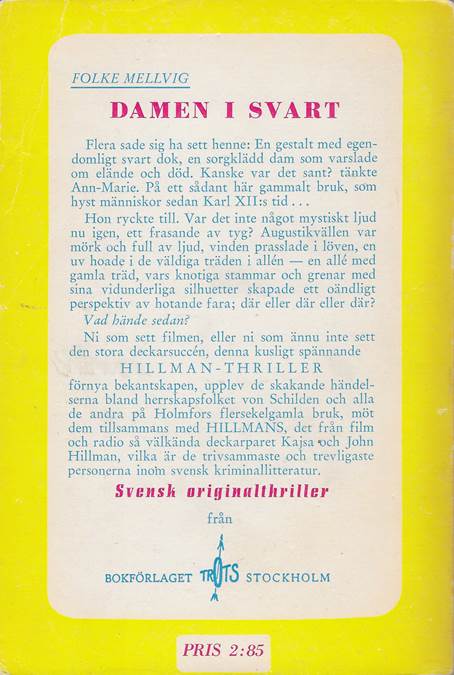 FOLKE MELLVIG
DAMEN I SVART
Flera sade sig ha sett henne: En gestalt med egen-
domligt svart dok, en sorgklädd dam som varslade
om elände och död. Kanske var det sant? tänkte
Ann-Marie. På ett sådant här gammalt bruk, som
hyst människor sedan Karl XII:s tid . . .
Hon ryckte till. Var det inte något mystiskt ljud
nu igen, ett frasande av tyg? Augustikvällen var
mörk och full av ljud, vinden prasslade i löven, en
uv hoade i de väldiga träden i allén — en allé med
gamla träd, vars knotiga stammar och grenar med
sina vidunderliga silhuetter skapade ett oändligt
perspektiv av hotande fara; där eller där eller där?
Vad hände sedan?
Ni som sett filmen, eller ni som ännu inte sett
den stora deckarsuccén, denna kusligt spännande
HILLMAN-THRILLER
förnya bekantskapen, upplev de skakande händel-
serna bland herrskapsfolket von Schilden och alla
de andra på Holmfors flersekelgamla bruk, möt
dem tillsammans med HILLMANS, det från film
och radio så välkända deckarparet Kajsa och John
Hillman, vilka är de trivsammaste och trevligaste
personerna inom svensk kriminallitteratur.
Svensk originalthriller
från
BOKFÖRLAGET TROTS STOCKHOLM
PRIS 2:85